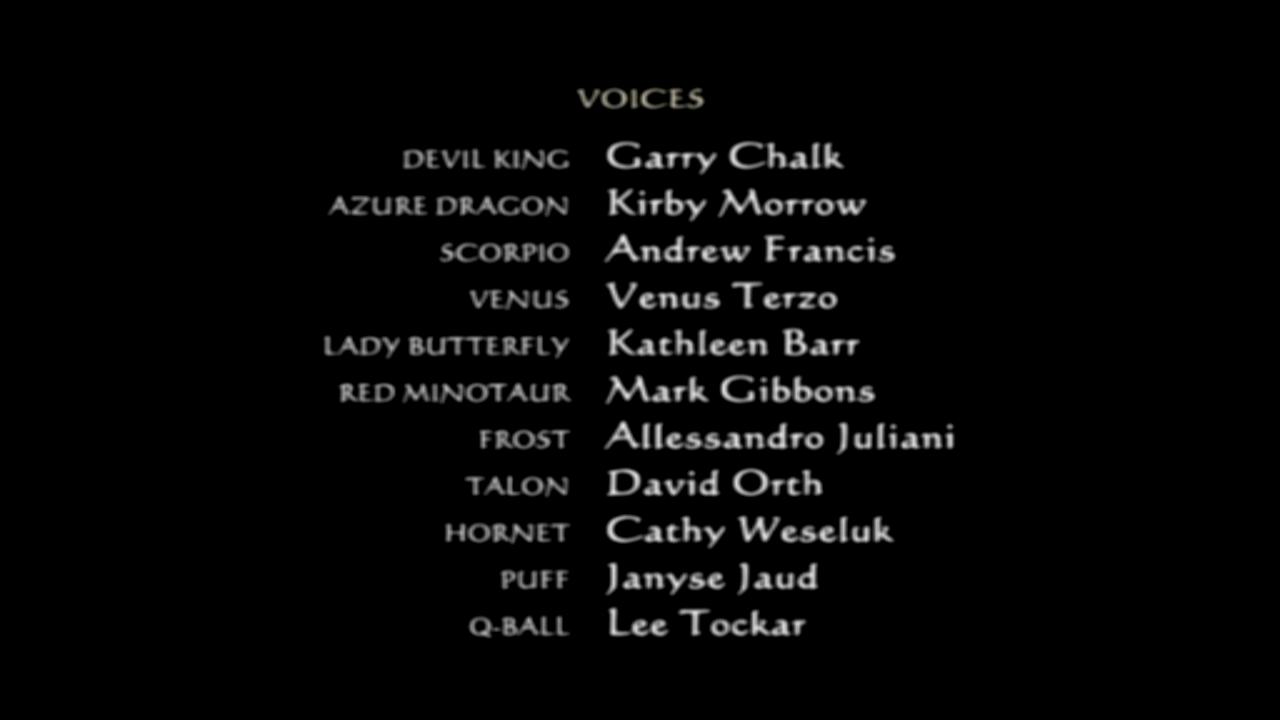 VOICES
DEVIL KING Garry Chalk
AZURE DRAGON Kirby Morrow
SCORPIO Andrew Francis
VENUS Venus Terzo
LADY BUTTERFLY Kathleen Barr
RED MINOTAUR Mark Gibbons
FROST Allessandro Juliani
TALON David Orth
HORNET Cathy Weseluk
PUFF Janyse Jaud
Q-BALL Lee Tockar